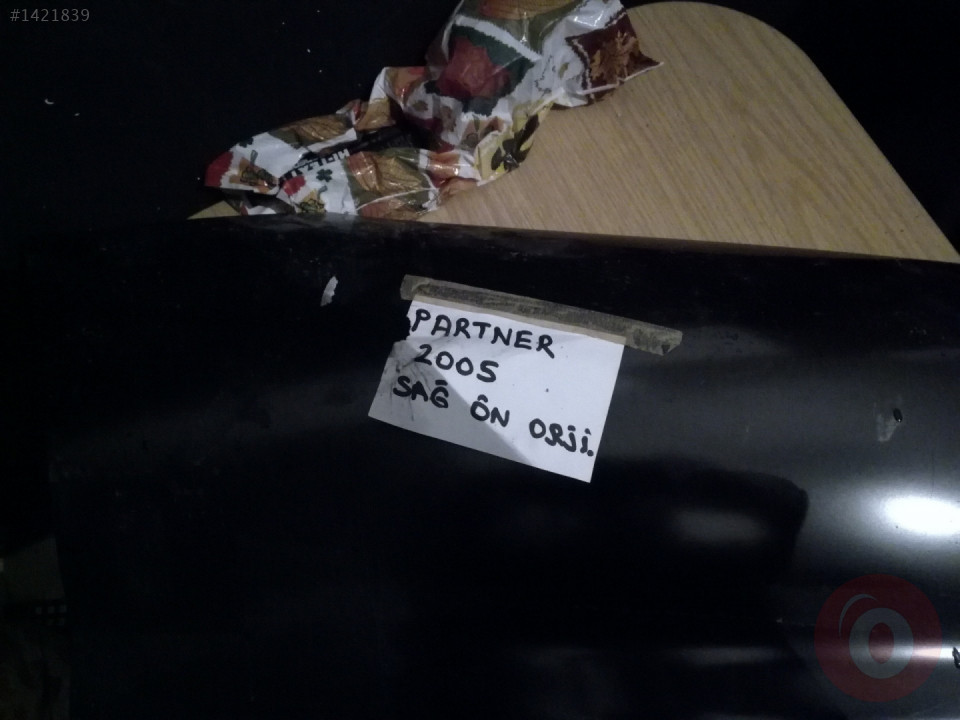 #1421839
PARTNER
2005
SAĞ ÖN ORJİ.